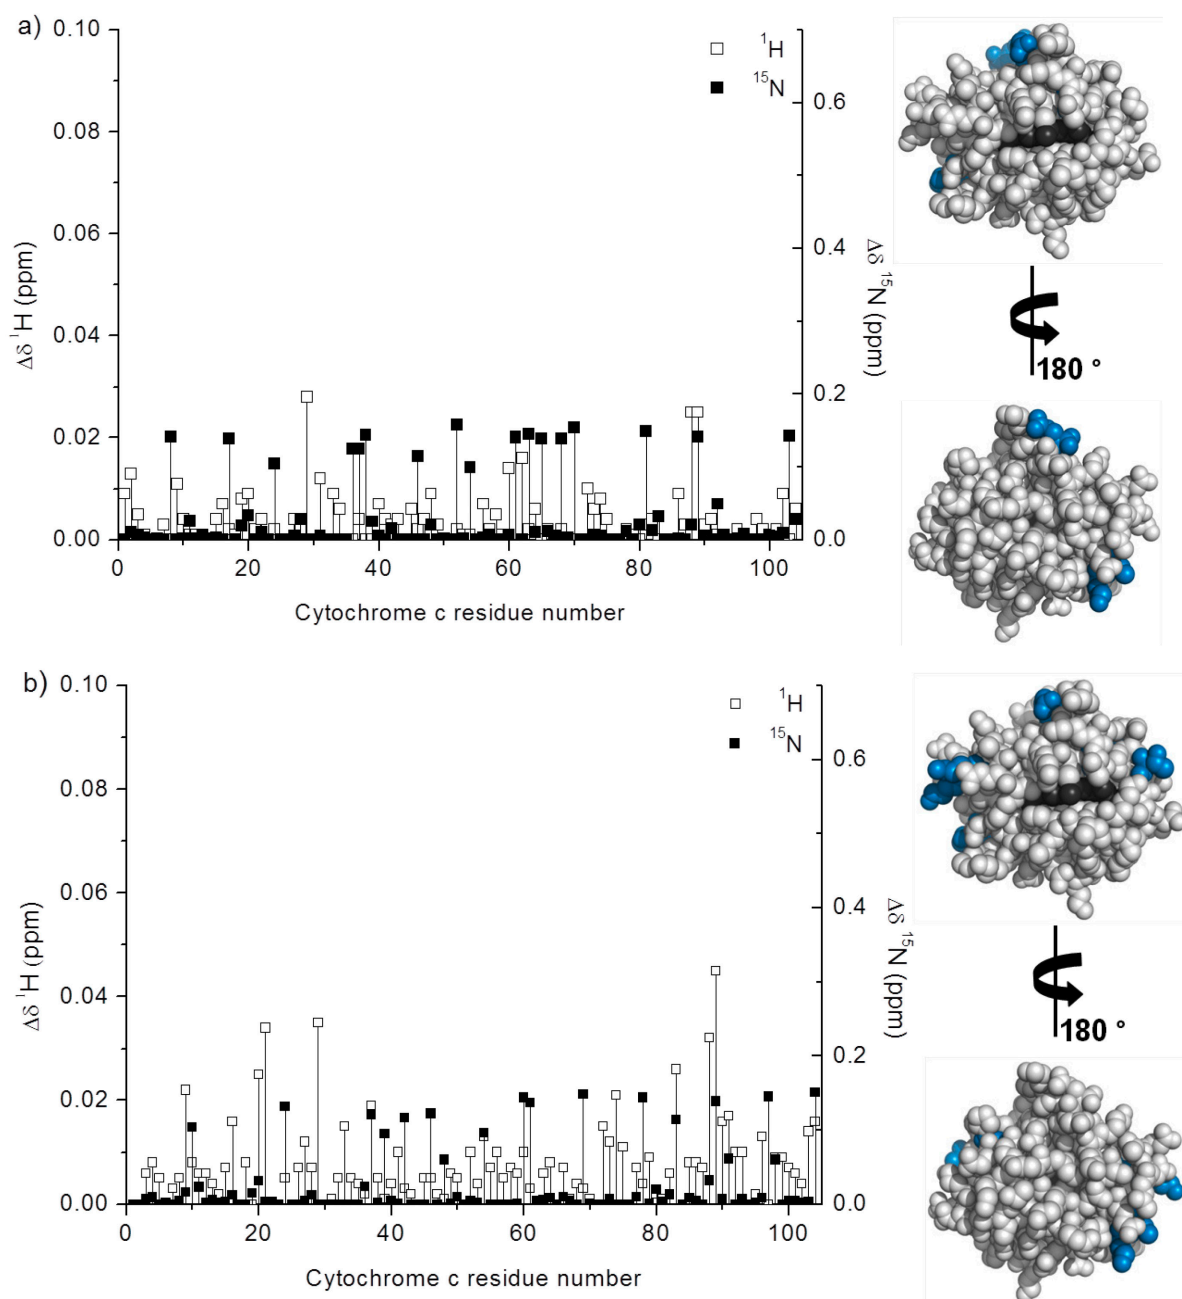 a)
¹H
¹⁵N
0.10
0.08
0.06
0.04
0.02
0.00
Δδ ¹H (ppm)
0.6
0.4
0.2
0.0
Δδ ¹⁵N (ppm)
0 20 40 60 80 100
Cytochrome c residue number
180 °
b)
¹H
¹⁵N
0.10
0.08
0.06
0.04
0.02
0.00
Δδ ¹H (ppm)
0.6
0.4
0.2
0.0
Δδ ¹⁵N (ppm)
0 20 40 60 80 100
Cytochrome c residue number
180 °